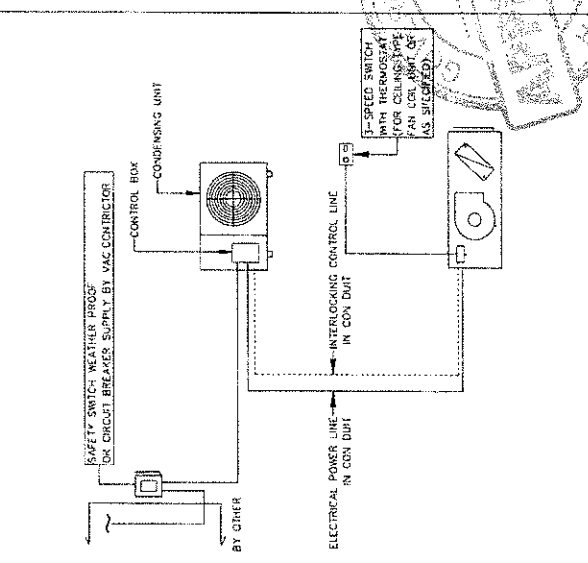 SAFETY SWITCH WEATHER PROOF
OR CIRCUIT BREAKER SUPPLY BY VAC CONTRICTOR
CONTROL BOX
CONDENSING UNIT
BY OTHER
3-SPEED SWITCH
WITH THERMOSTAT
(FOR CEILING TYPE
FAN COIL UNIT OR
AS SPECIFIED)
INTERLOCKING CONTROL LINE
IN CON DUIT
ELECTRICAL POWER LINE
IN CON DUIT